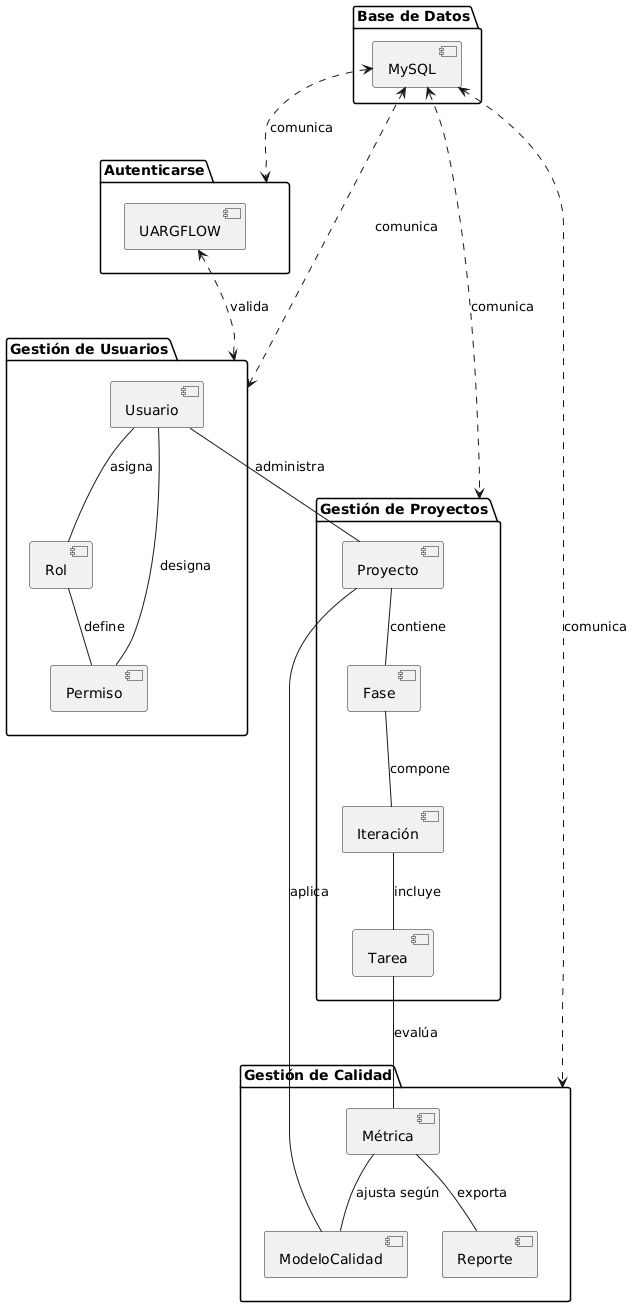 Base de Datos
MySQL
comunica
Autenticarse
UARGFLOW
comunica
valida
comunica
Gestión de Usuarios
Usuario
asigna
administra
Gestión de Proyectos
Rol
Proyecto
designa
define
contiene
comunica
Permiso
Fase
compone
Iteración
aplica
incluye
Tarea
evalúa
Gestión de Calidad
Métrica
ajusta según
exporta
ModeloCalidad
Reporte